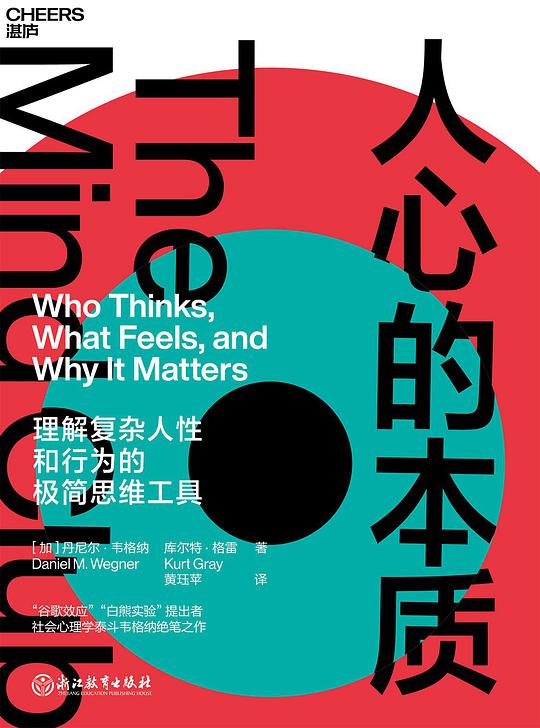 CHEERS
湛庐
The
Mind Club
人心的本质
Who Thinks,
What Feels, and
Why It Matters
理解复杂人性
和行为的
极简思维工具
[ 加 ] 丹尼尔 · 韦格纳 库尔特 · 格雷 著
Daniel M. Wegner Kurt Gray
黄珏苹 译
“谷歌效应”“白熊实验”提出者
社会心理学泰斗韦格纳绝笔之作
浙江教育出版社
ZHEJIANG EDUCATION PUBLISHING HOUSE